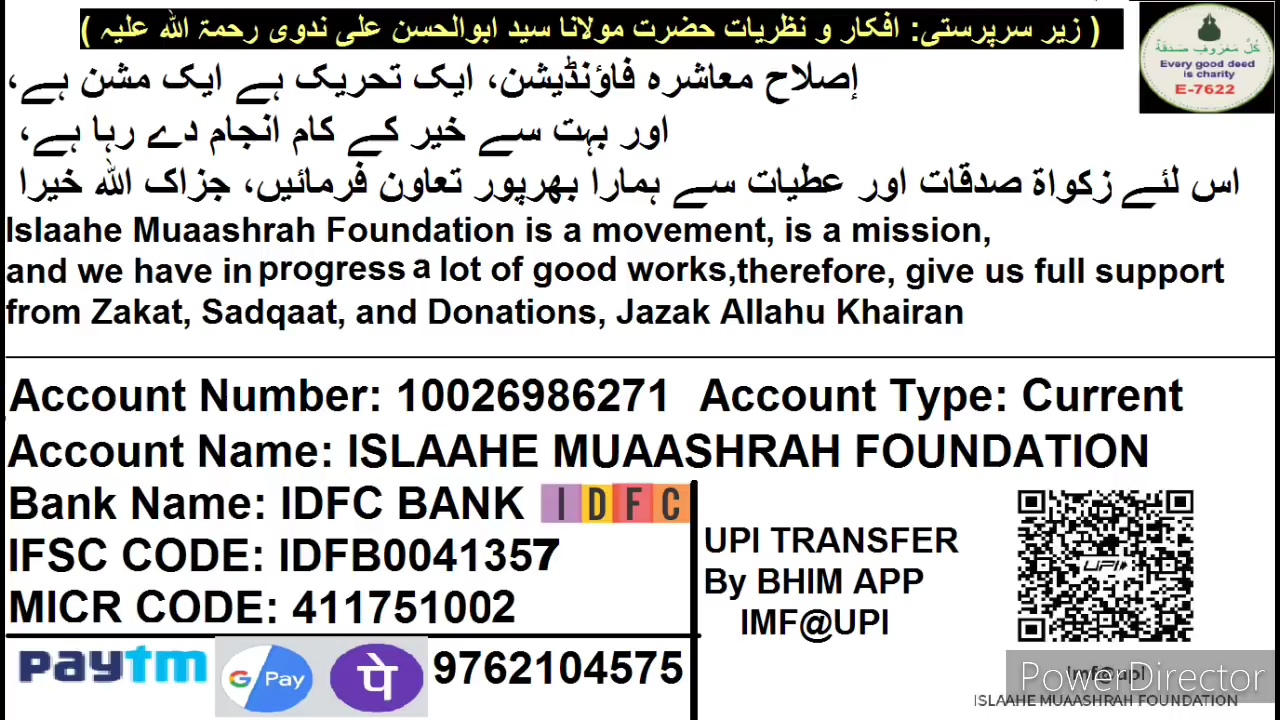 ( زیر سرپرستی: افکار و نظریات حضرت مولانا سید ابوالحسن علی ندوی رحمۃ اللہ علیہ )
كُلُّ مَعْرُوفٍ صَدَقَةٌ
Every good deed
is charity
E-7622
إصلاح معاشرہ فاؤنڈیشن، ایک تحریک ہے ایک مشن ہے،
اور بہت سے خیر کے کام انجام دے رہا ہے،
اس لئے زکواۃ صدقات اور عطیات سے ہمارا بھرپور تعاون فرمائیں، جزاک اللہ خیرا
Islaahe Muaashrah Foundation is a movement, is a mission,
and we have in progress a lot of good works,therefore, give us full support
from Zakat, Sadqaat, and Donations, Jazak Allahu Khairan
Account Number: 10026986271 Account Type: Current
Account Name: ISLAAHE MUAASHRAH FOUNDATION
Bank Name: IDFC BANK IDFC
IFSC CODE: IDFB0041357
MICR CODE: 411751002
UPI TRANSFER
By BHIM APP
IMF@UPI
UPI
paytm G Pay पे 9762104575
imf@upi
PowerDirector
ISLAAHE MUAASHRAH FOUNDATION